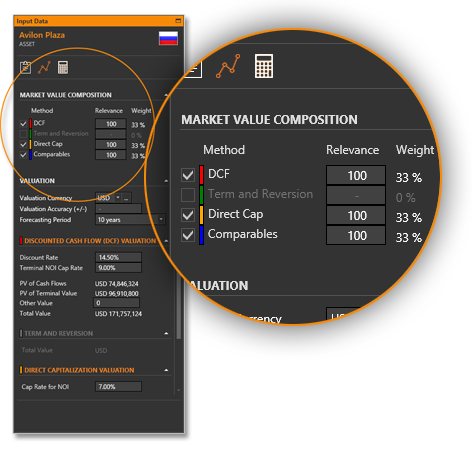 Input Data
Avilon Plaza
ASSET
MARKET VALUE COMPOSITION
Method Relevance Weight
DCF 100 33 %
Term and Reversion - 0 %
Direct Cap 100 33 %
Comparables 100 33 %
VALUATION
Valuation Currency USD ...
Valuation Accuracy (+/-) -
Forecasting Period 10 years
DISCOUNTED CASH FLOW (DCF) VALUATION
Discount Rate 14.50%
Terminal NOI Cap Rate 9.00%
PV of Cash Flows USD 74,846,324
PV of Terminal Value USD 96,910,800
Other Value 0
Total Value USD 171,757,124
TERM AND REVERSION
Total Value USD
DIRECT CAPITALIZATION VALUATION
Cap Rate for NOI 7.00%
MARKET VALUE COMPOSITION
Method Relevance Weight
DCF 100 33 %
Term and Reversion - 0 %
Direct Cap 100 33 %
Comparables 100 33 %
ALUATION
rrency US